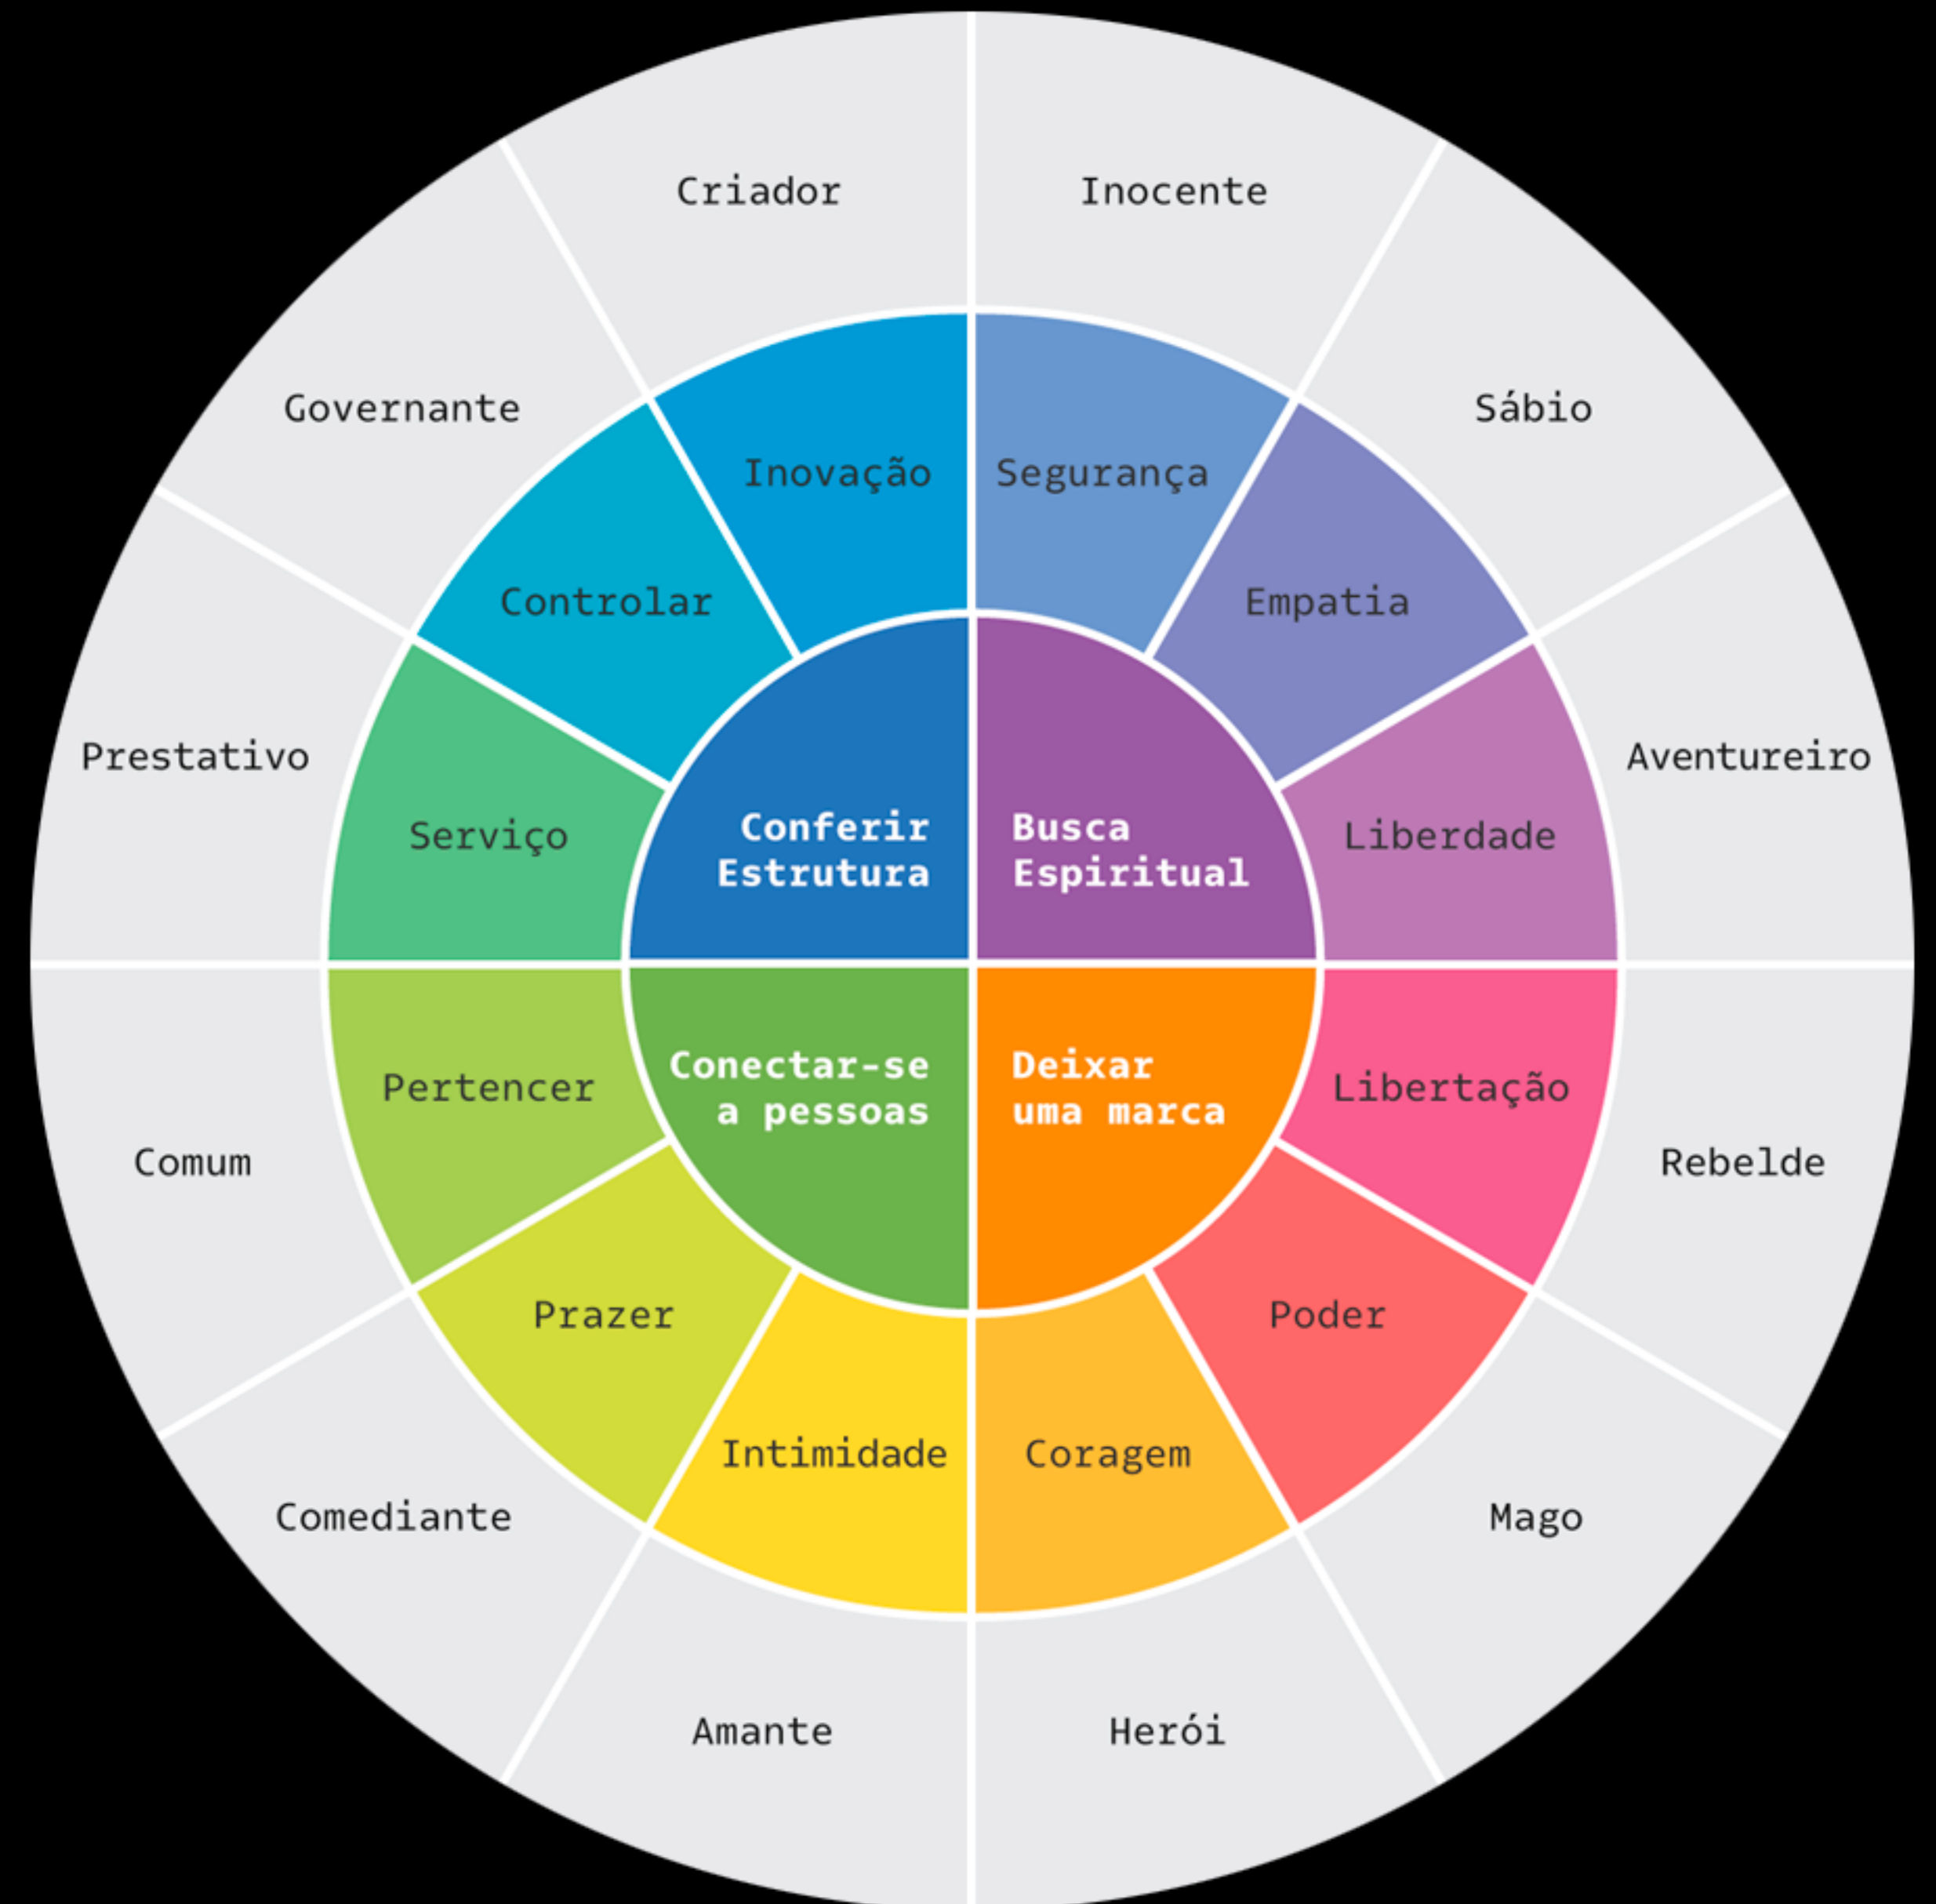 Criador
Inocente
Governante
Sábio
Inovação
Segurança
Controlar
Empatia
Prestativo
Aventureiro
Serviço
Liberdade
Conferir
Estrutura
Busca
Espiritual
Conectar-se
a pessoas
Deixar
uma marca
Pertencer
Libertação
Comum
Rebelde
Prazer
Poder
Intimidade
Coragem
Comediante
Mago
Amante
Herói